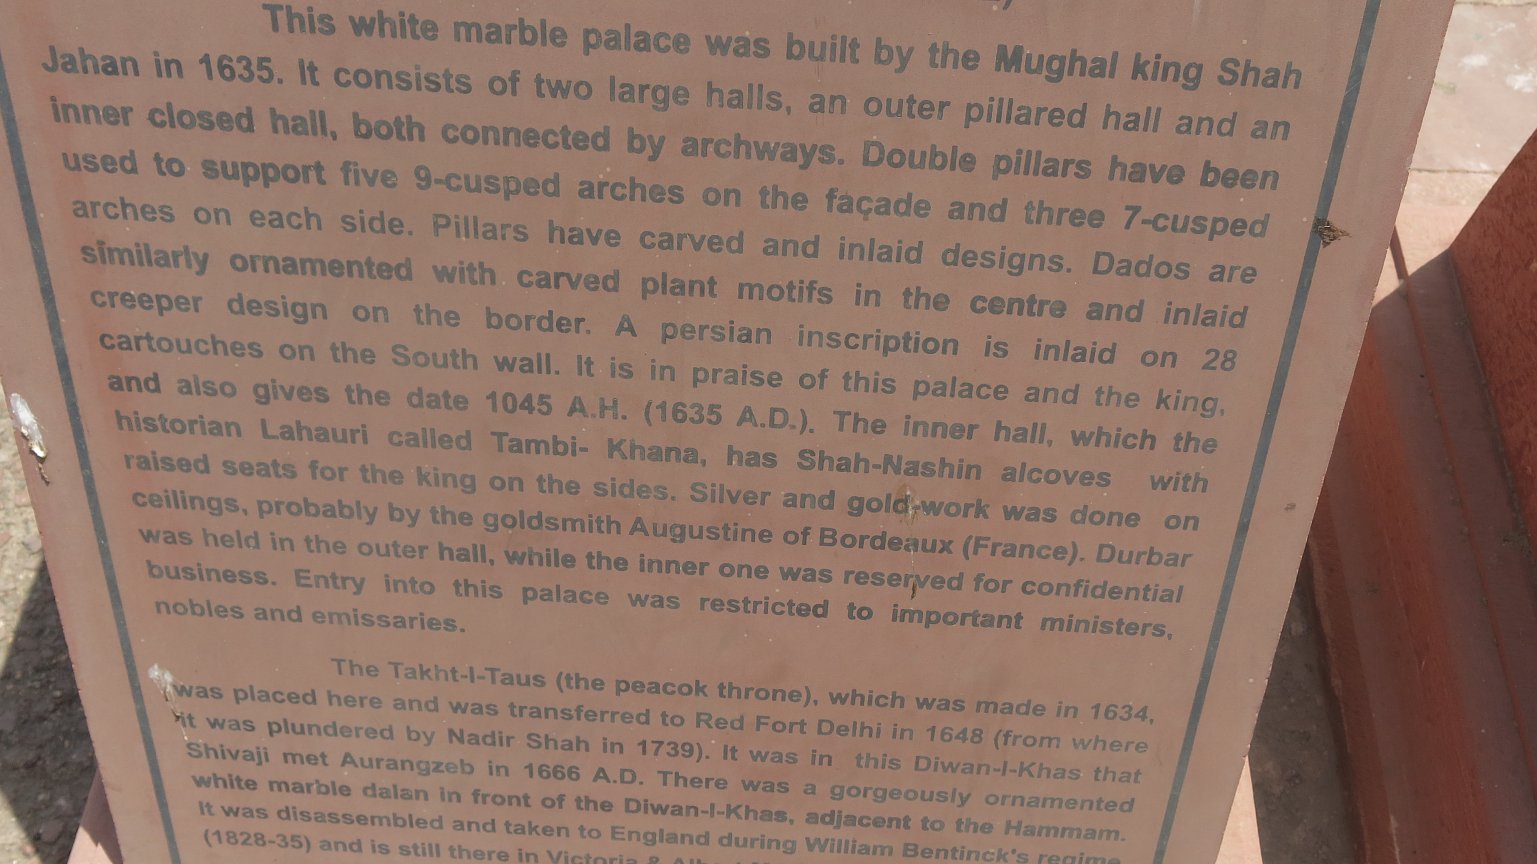 This white marble palace was built by the Mughal king Shah
Jahan in 1635. It consists of two large halls, an outer pillared hall and an
inner closed hall, both connected by archways. Double pillars have been
used to support five 9-cusped arches on the façade and three 7-cusped
arches on each side. Pillars have carved and inlaid designs. Dados are
similarly ornamented with carved plant motifs in the centre and inlaid
creeper design on the border. A persian inscription is inlaid on 28
cartouches on the South wall. It is in praise of this palace and the king,
and also gives the date 1045 A.H. (1635 A.D.). The inner hall, which the
historian Lahauri called Tambi- Khana, has Shah-Nashin alcoves with
raised seats for the king on the sides. Silver and gold-work was done on
ceilings, probably by the goldsmith Augustine of Bordeaux (France). Durbar
was held in the outer hall, while the inner one was reserved for confidential
business. Entry into this palace was restricted to important ministers,
nobles and emissaries.
The Takht-I-Taus (the peacok throne), which was made in 1634,
was placed here and was transferred to Red Fort Delhi in 1648 (from where
it was plundered by Nadir Shah in 1739). It was in this Diwan-I-Khas that
Shivaji met Aurangzeb in 1666 A.D. There was a gorgeously ornamented
white marble dalan in front of the Diwan-I-Khas, adjacent to the Hammam.
It was disassembled and taken to England during William Bentinck's regime
(1828-35) and is still there in Victoria &